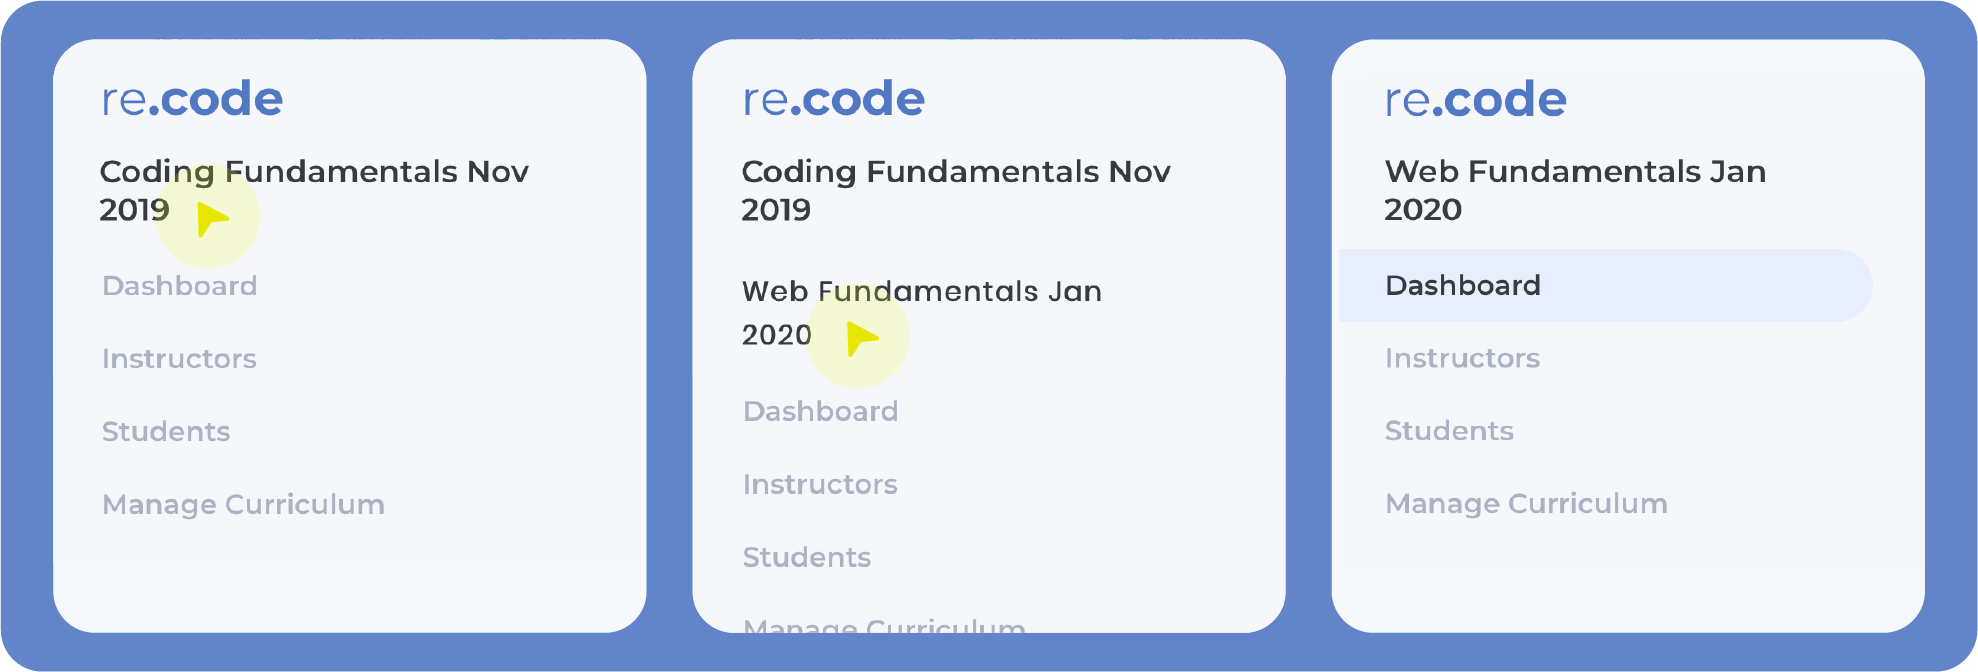 re.code
Coding Fundamentals Nov
2019
Dashboard
Instructors
Students
Manage Curriculum
re.code
Coding Fundamentals Nov
2019
Web Fundamentals Jan
2020
Dashboard
Instructors
Students
Manage Curriculum
re.code
Web Fundamentals Jan
2020
Dashboard
Instructors
Students
Manage Curriculum